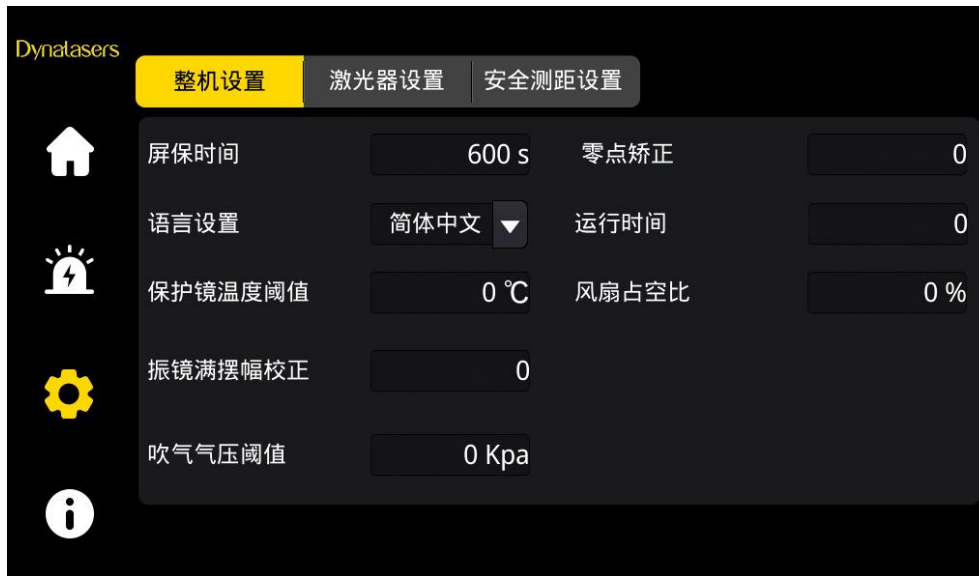 Dynalasers
整机设置 激光器设置 安全测距设置
屏保时间 600 s 零点矫正 0
语言设置 简体中文 运行时间 0
保护镜温度阈值 0 ℃ 风扇占空比 0 %
振镜满摆幅校正 0
吹气气压阈值 0 Kpa